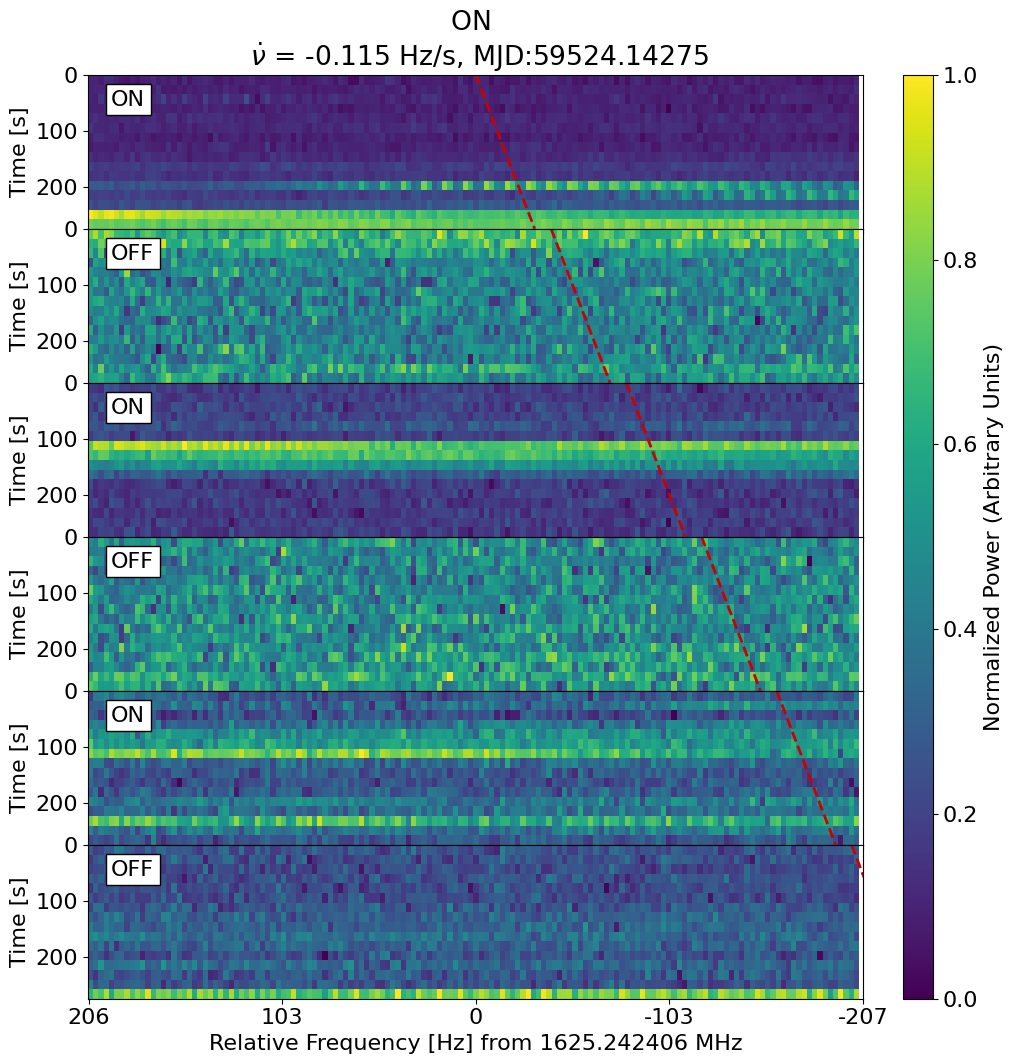 ON
ν̇ = -0.115 Hz/s, MJD:59524.14275
0
100
200
Time [s]
ON
0
100
200
Time [s]
OFF
0
100
200
Time [s]
ON
0
100
200
Time [s]
OFF
0
100
200
Time [s]
ON
0
100
200
Time [s]
OFF
206
103
0
-103
-207
Relative Frequency [Hz] from 1625.242406 MHz
1.0
0.8
0.6
0.4
0.2
0.0
Normalized Power (Arbitrary Units)